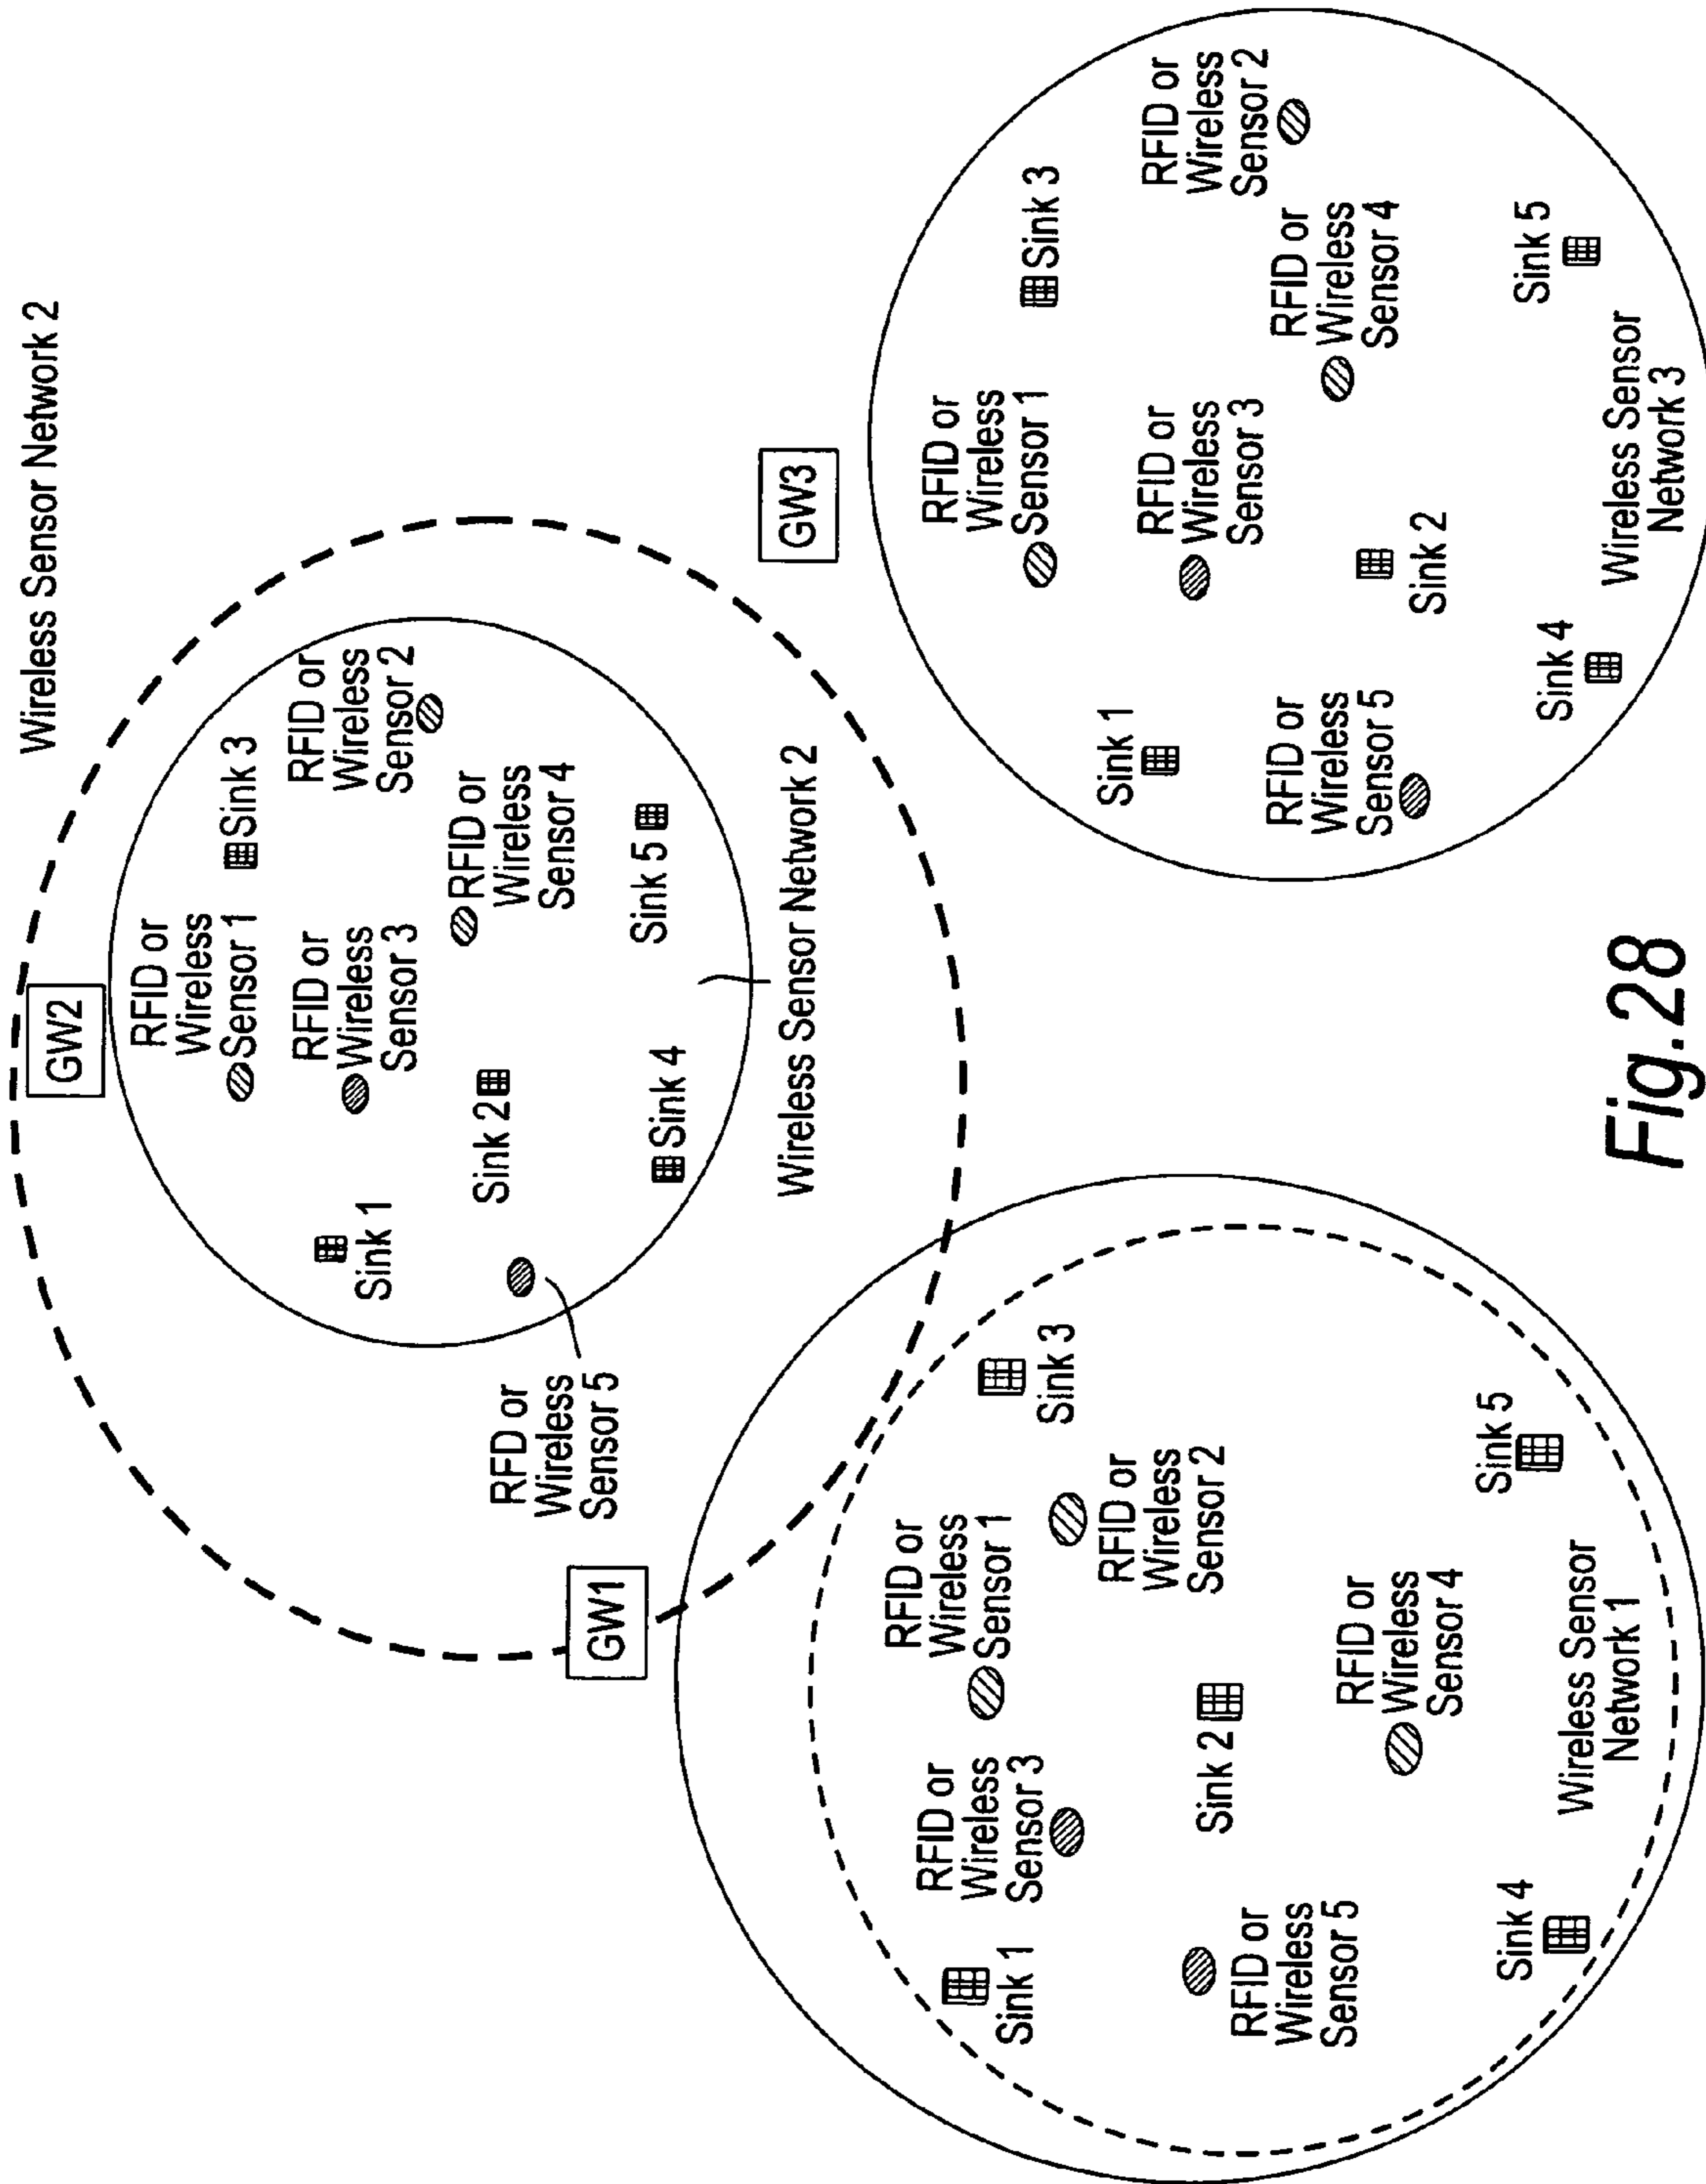 Wireless Sensor Network 2
GW2
RFID or
Wireless
Sensor 1
Sink 3
RFID or
Wireless
Sensor 2
RFID or
Wireless
Sensor 3
Sink 1
RFID or
Wireless
Sensor 4
Sink 2
RFD or
Wireless
Sensor 5
Sink 5
Sink 4
Wireless Sensor Network 2
GW1
GW3
RFID or
Wireless
Sensor 1
RFID or
Wireless
Sensor 3
Sink 1
Sink 3
RFID or
Wireless
Sensor 2
Sink 2
RFID or
Wireless
Sensor 5
RFID or
Wireless
Sensor 4
Sink 5
Sink 4
Wireless Sensor
Network 1
RFID or
Wireless
Sensor 1
Sink 3
RFID or
Wireless
Sensor 2
Sink 1
RFID or
Wireless
Sensor 3
RFID or
Wireless
Sensor 4
RFID or
Wireless
Sensor 5
Sink 2
Sink 5
Sink 4
Wireless Sensor
Network 3
Fig.28